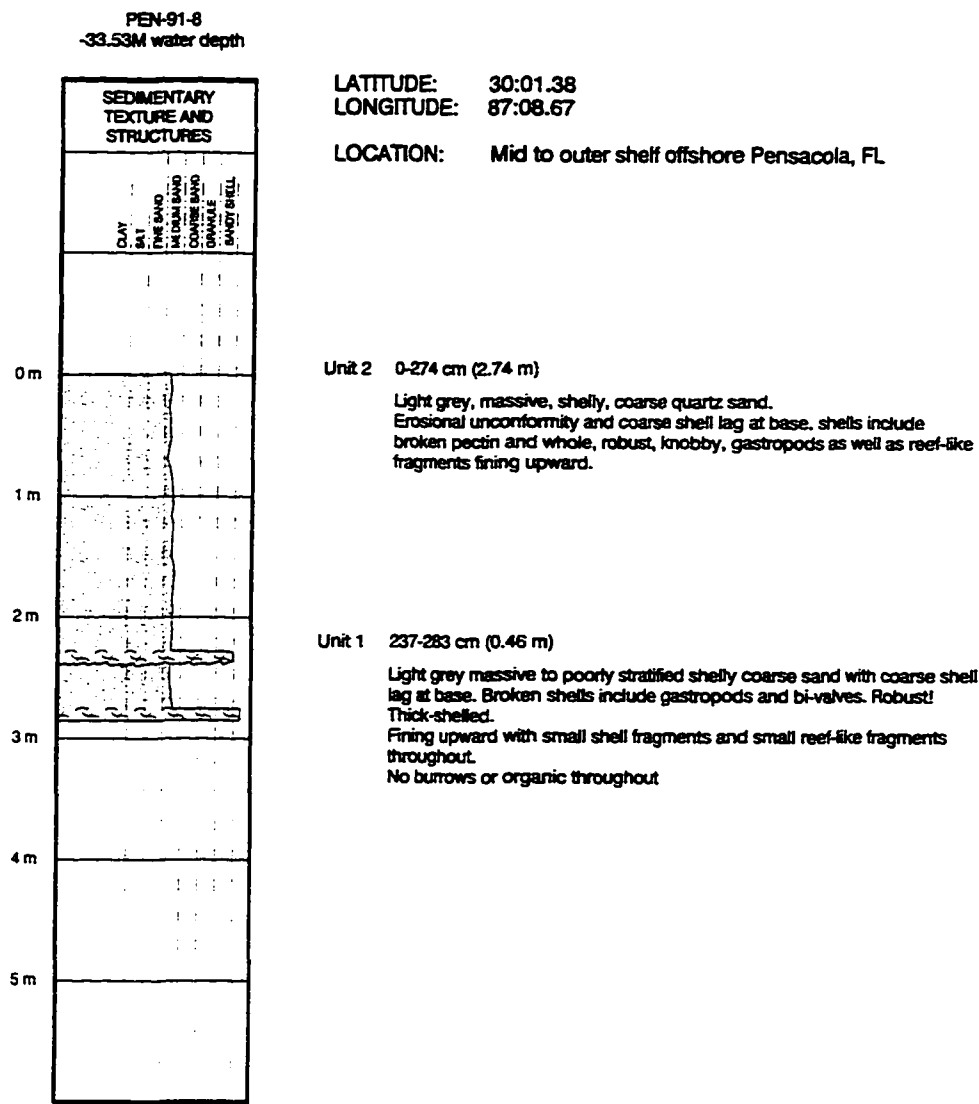 PEN-91-8
-33.53M water depth
SEDIMENTARY
TEXTURE AND
STRUCTURES
LATITUDE: 30:01.38
LONGITUDE: 87:08.67
LOCATION: Mid to outer shelf offshore Pensacola, FL
CLAY
SILT
FINE SAND
MEDIUM SAND
COARSE SAND
GRANULE
SANDY SHELL
0 m
Unit 2 0-274 cm (2.74 m)
Light grey, massive, shelly, coarse quartz sand.
Erosional unconformity and coarse shell lag at base. shells include
broken pectin and whole, robust, knobby, gastropods as well as reef-like
fragments fining upward.
1 m
2 m
Unit 1 237-283 cm (0.46 m)
Light grey massive to poorly stratified shelly coarse sand with coarse shell
lag at base. Broken shells include gastropods and bi-valves. Robust!
Thick-shelled.
Fining upward with small shell fragments and small reef-like fragments
throughout.
No burrows or organic throughout
3 m
4 m
5 m